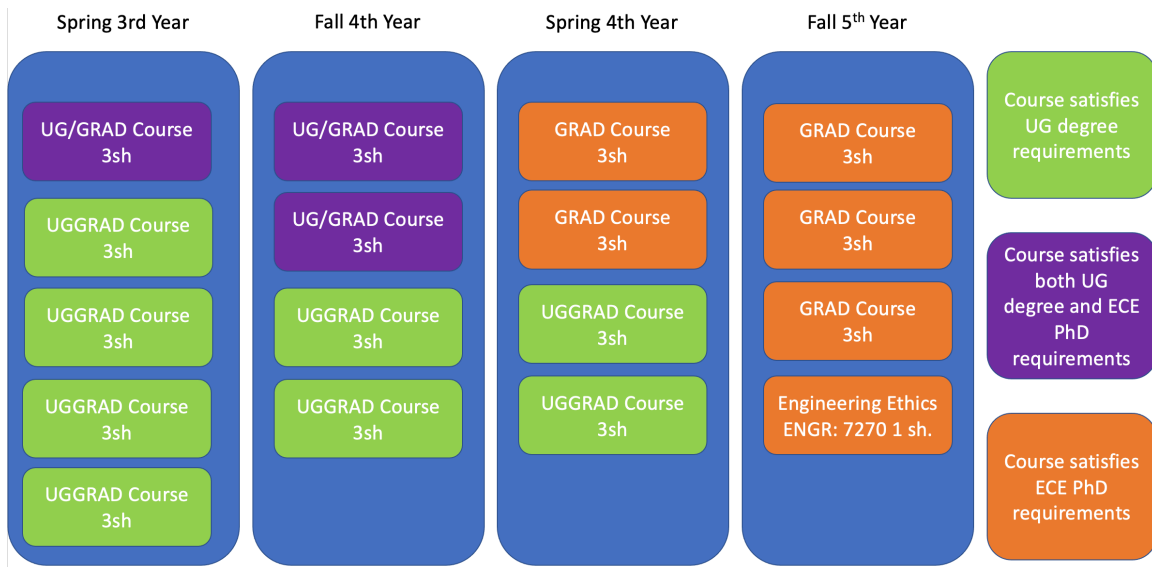 Spring 3rd Year
UG/GRAD Course
3sh
UGGRAD Course
3sh
UGGRAD Course
3sh
UGGRAD Course
3sh
UGGRAD Course
3sh
Fall 4th Year
UG/GRAD Course
3sh
UG/GRAD Course
3sh
UGGRAD Course
3sh
UGGRAD Course
3sh
Spring 4th Year
GRAD Course
3sh
GRAD Course
3sh
UGGRAD Course
3sh
UGGRAD Course
3sh
Fall 5th Year
GRAD Course
3sh
GRAD Course
3sh
GRAD Course
3sh
Engineering Ethics
ENGR: 7270 1 sh.
Course satisfies
UG degree
requirements
Course satisfies
both UG
degree and ECE
PhD
requirements
Course satisfies
ECE PhD
requirements